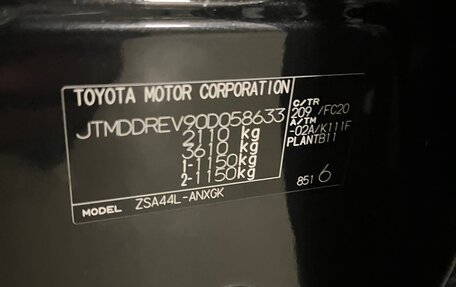 TOYOTA MOTOR CORPORATION
JTMDDREV90D058633
2110 kg
3610 kg
1-1150kg
2-1150kg
MODEL ZSA44L-ANXGK
C/TR
209 /FC20
A/TM
-02A/K111F
PLANTB11
851 6